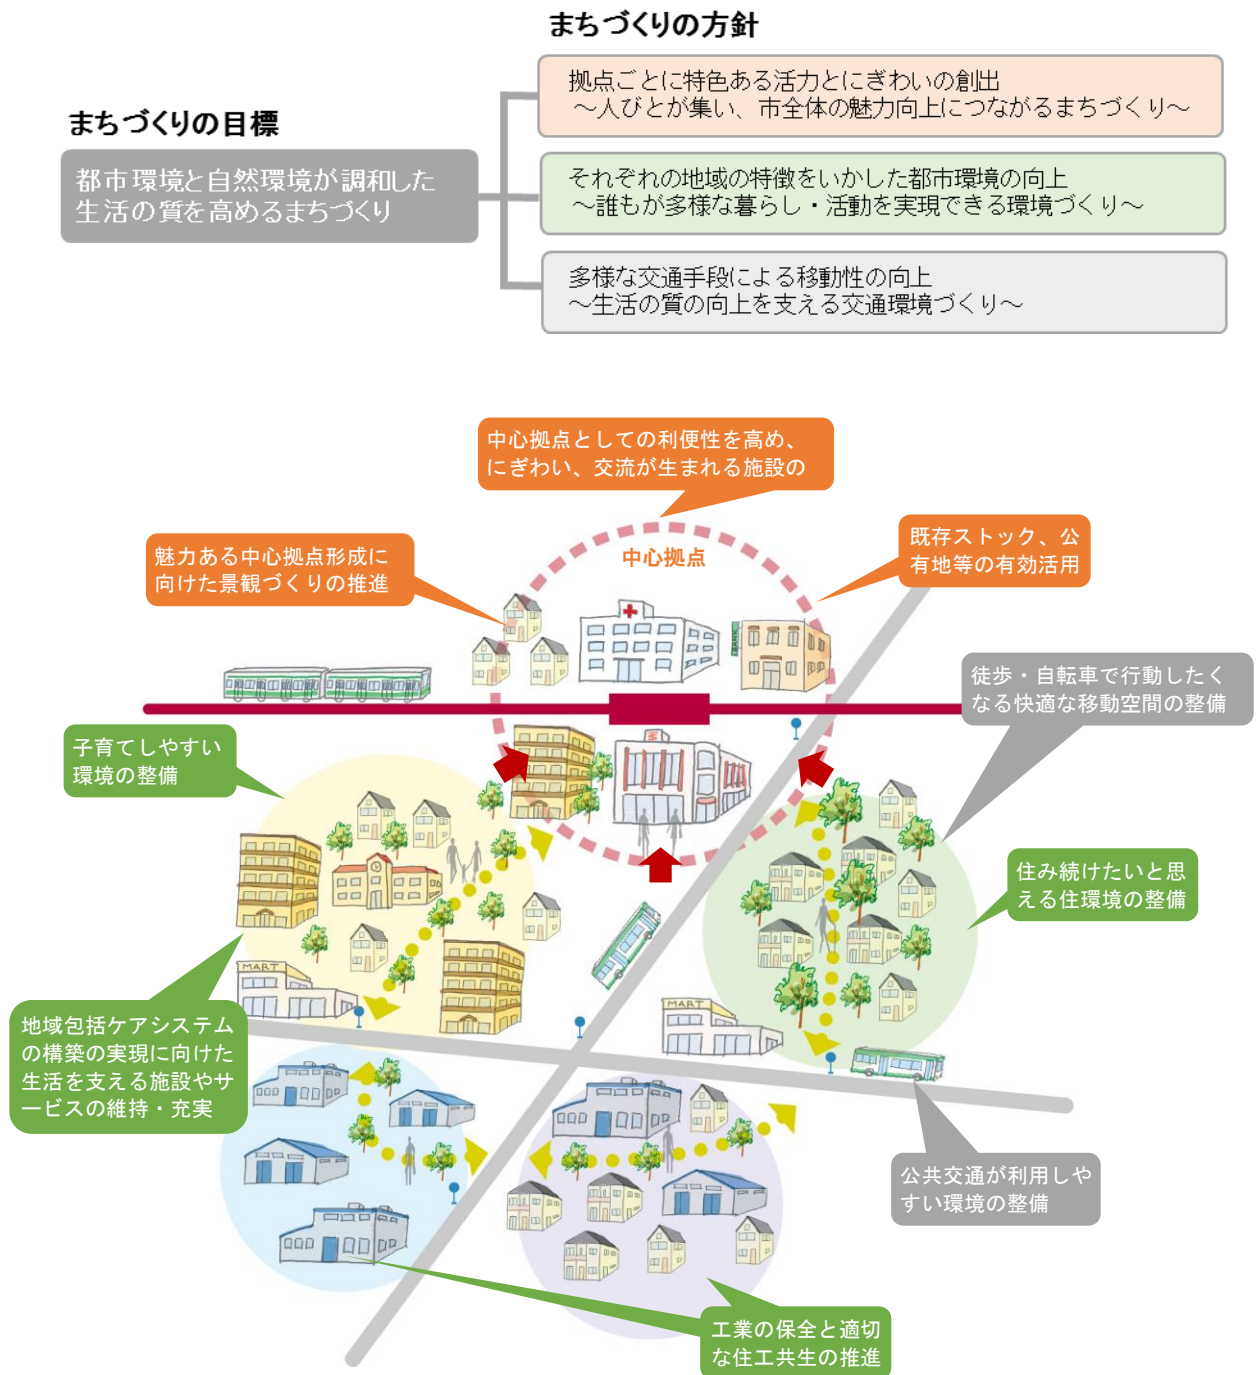 まちづくりの方針
拠点ごとに特色ある活力とにぎわいの創出
～人びとが集い、市全体の魅力向上につながるまちづくり～
まちづくりの目標
都市環境と自然環境が調和した
生活の質を高めるまちづくり
それぞれの地域の特徴をいかした都市環境の向上
～誰もが多様な暮らし・活動を実現できる環境づくり～
多様な交通手段による移動性の向上
～生活の質の向上を支える交通環境づくり～
中心拠点としての利便性を高め、
にぎわい、交流が生まれる施設の
魅力ある中心拠点形成に
向けた景観づくりの推進
中心拠点
既存ストック、公
有地等の有効活用
BANK
徒歩・自転車で行動したく
なる快適な移動空間の整備
子育てしやすい
環境の整備
住み続けたいと思
える住環境の整備
MART
MART
地域包括ケアシステム
の構築の実現に向けた
生活を支える施設やサ
ービスの維持・充実
公共交通が利用しや
すい環境の整備
工業の保全と適切
な住工共生の推進